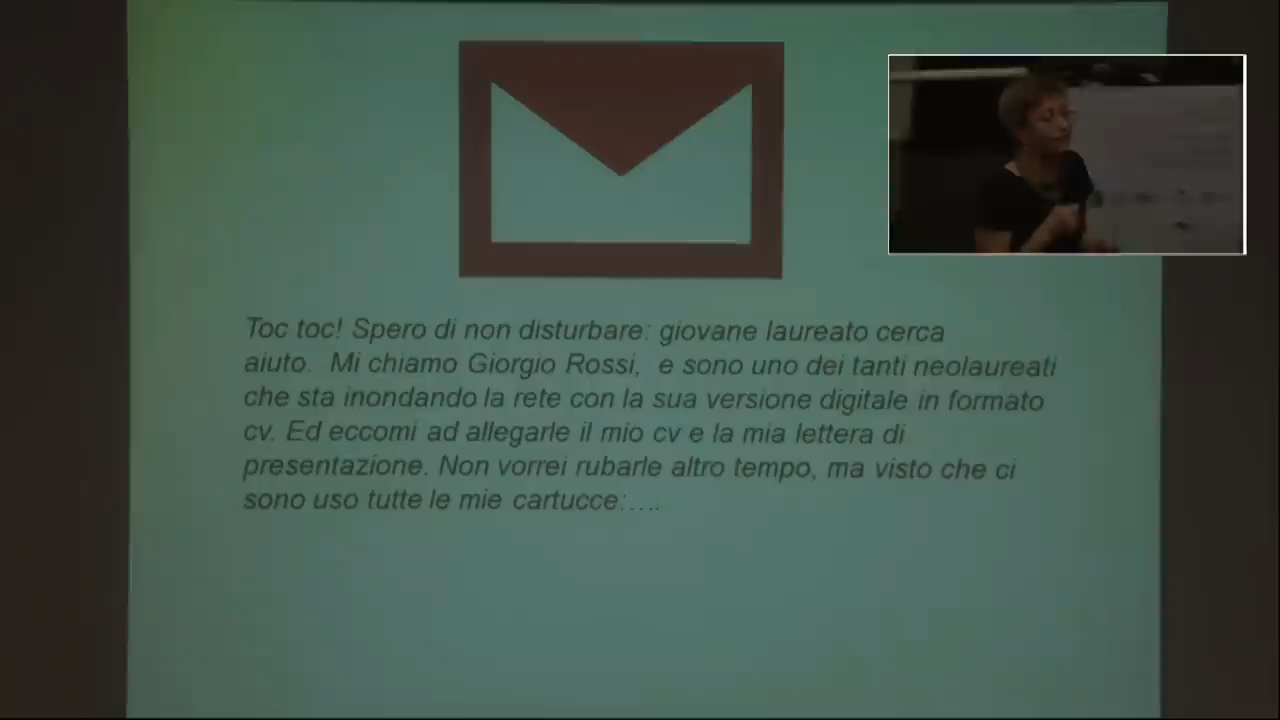 Toc toc! Spero di non disturbare: giovane laureato cerca
aiuto. Mi chiamo Giorgio Rossi, e sono uno dei tanti neolaureati
che sta inondando la rete con la sua versione digitale in formato
cv. Ed eccomi ad allegarle il mio cv e la mia lettera di
presentazione. Non vorrei rubarle altro tempo, ma visto che ci
sono uso tutte le mie cartucce:….